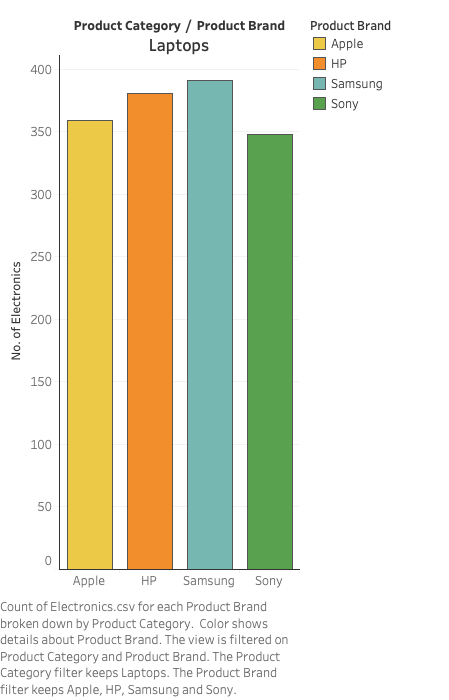 Product Category / Product Brand
Laptops
Product Brand
Apple
HP
Samsung
Sony
No. of Electronics
400
350
300
250
200
150
100
50
0
Apple HP Samsung Sony
Count of Electronics.csv for each Product Brand
broken down by Product Category. Color shows
details about Product Brand. The view is filtered on
Product Category and Product Brand. The Product
Category filter keeps Laptops. The Product Brand
filter keeps Apple, HP, Samsung and Sony.